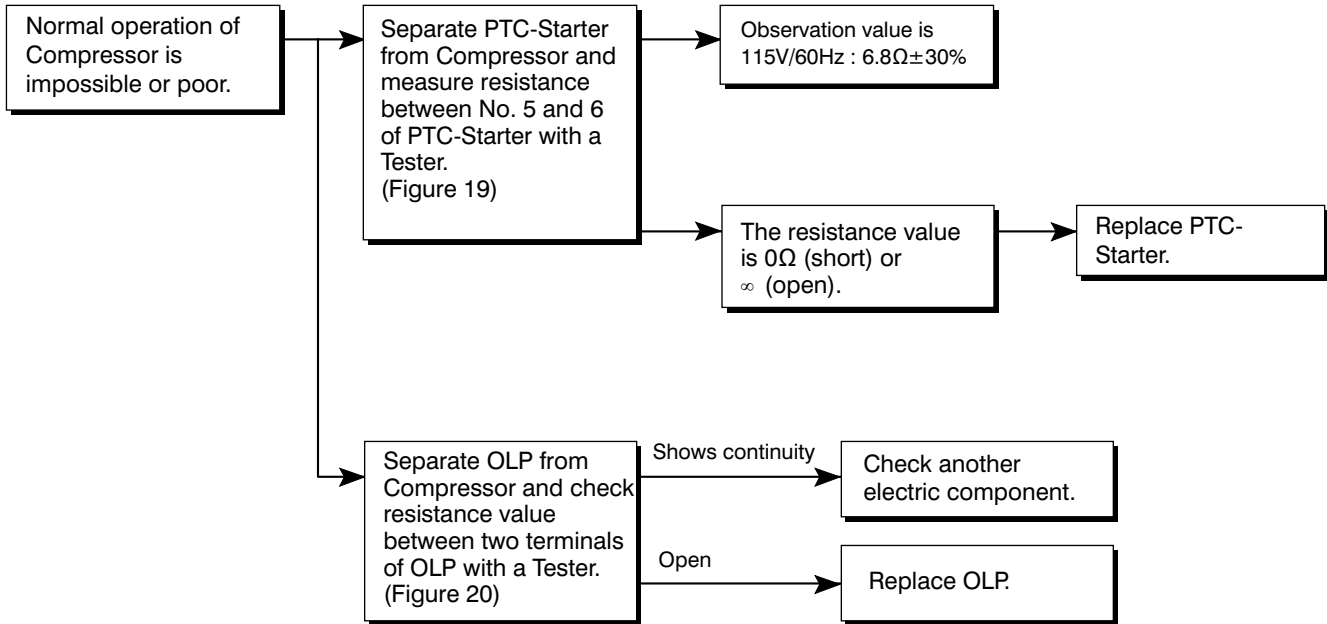 Normal operation of
Compressor is
impossible or poor.
Separate PTC-Starter
from Compressor and
measure resistance
between No. 5 and 6
of PTC-Starter with a
Tester.
(Figure 19)
Observation value is
115V/60Hz : 6.8Ω±30%
The resistance value
is 0Ω (short) or
∞ (open).
Replace PTC-
Starter.
Separate OLP from
Compressor and check
resistance value
between two terminals
of OLP with a Tester.
(Figure 20)
Shows continuity
Check another
electric component.
Open
Replace OLP.